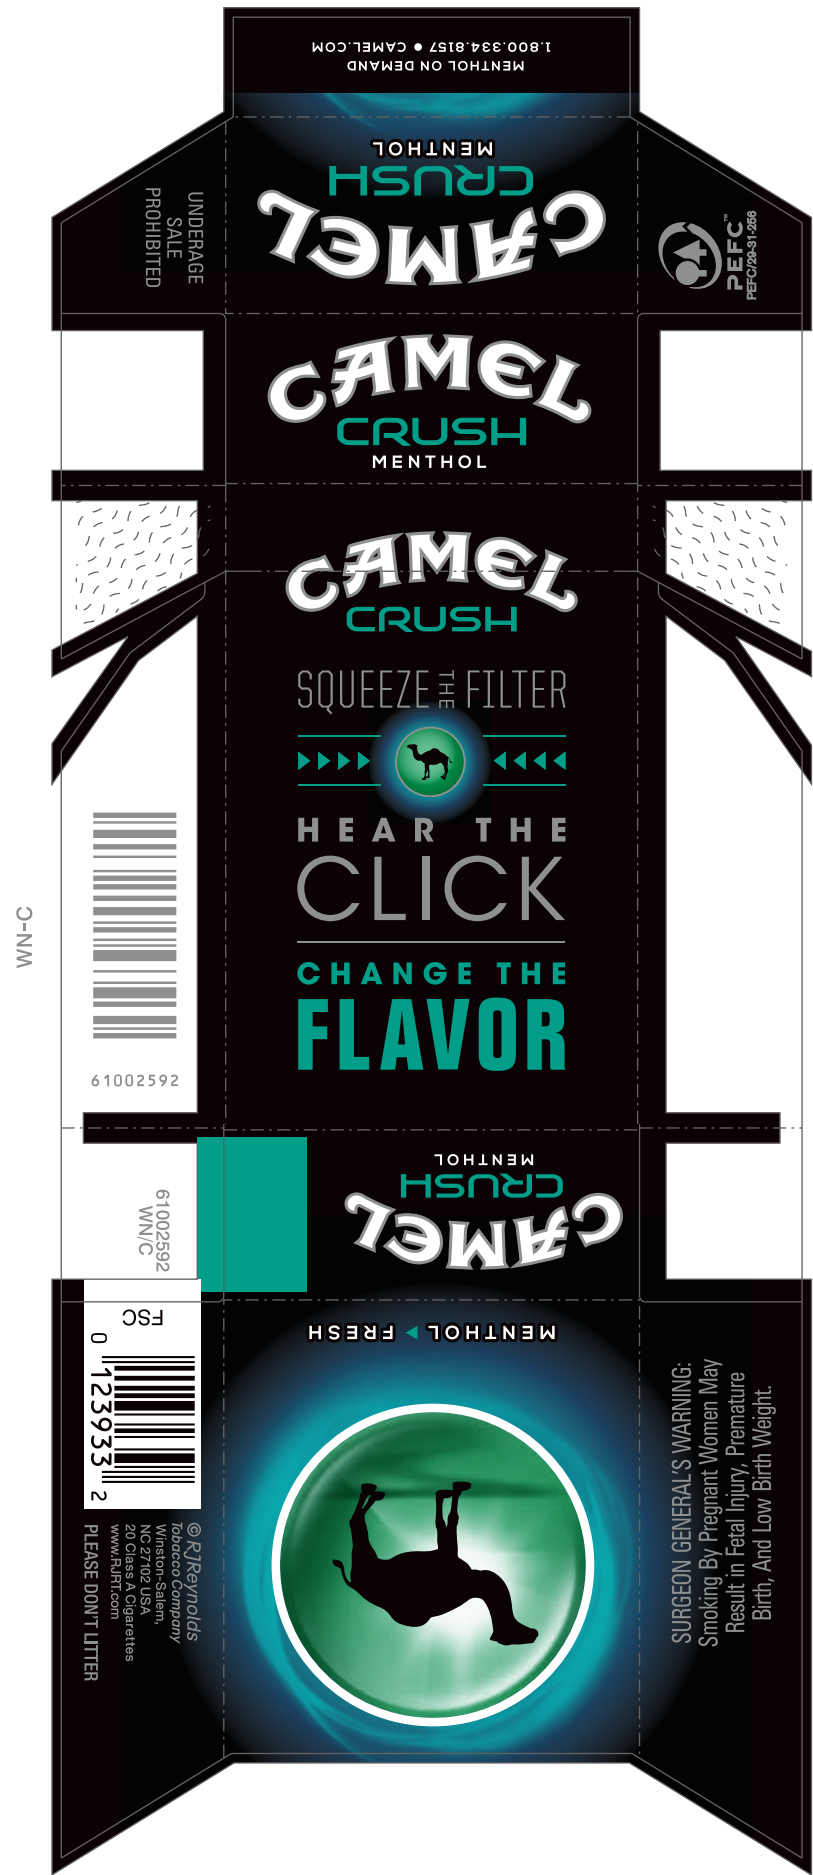 1.800.334.8157 ● CAMEL.COM
MENTHOL ON DEMAND
MENTHOL
CRUSH
CAMEL
UNDERAGE
SALE
PROHIBITED
PEFC™
PEFC/29-31-256
CAMEL
CRUSH
MENTHOL
CAMEL
CRUSH
SQUEEZE THE FILTER
HEAR THE
CLICK
CHANGE THE
FLAVOR
WN-C
61002592
MENTHOL
CRUSH
CAMEL
61002592
WN/C
FSC
0 123933 2
MENTHOL ▶ FRESH
© RJReynolds
Tobacco Company
Winston-Salem,
NC 27102 USA
20 Class A Cigarettes
www.RJRT.com
PLEASE DON'T LITTER
SURGEON GENERAL'S WARNING:
Smoking By Pregnant Women May
Result in Fetal Injury, Premature
Birth, And Low Birth Weight.